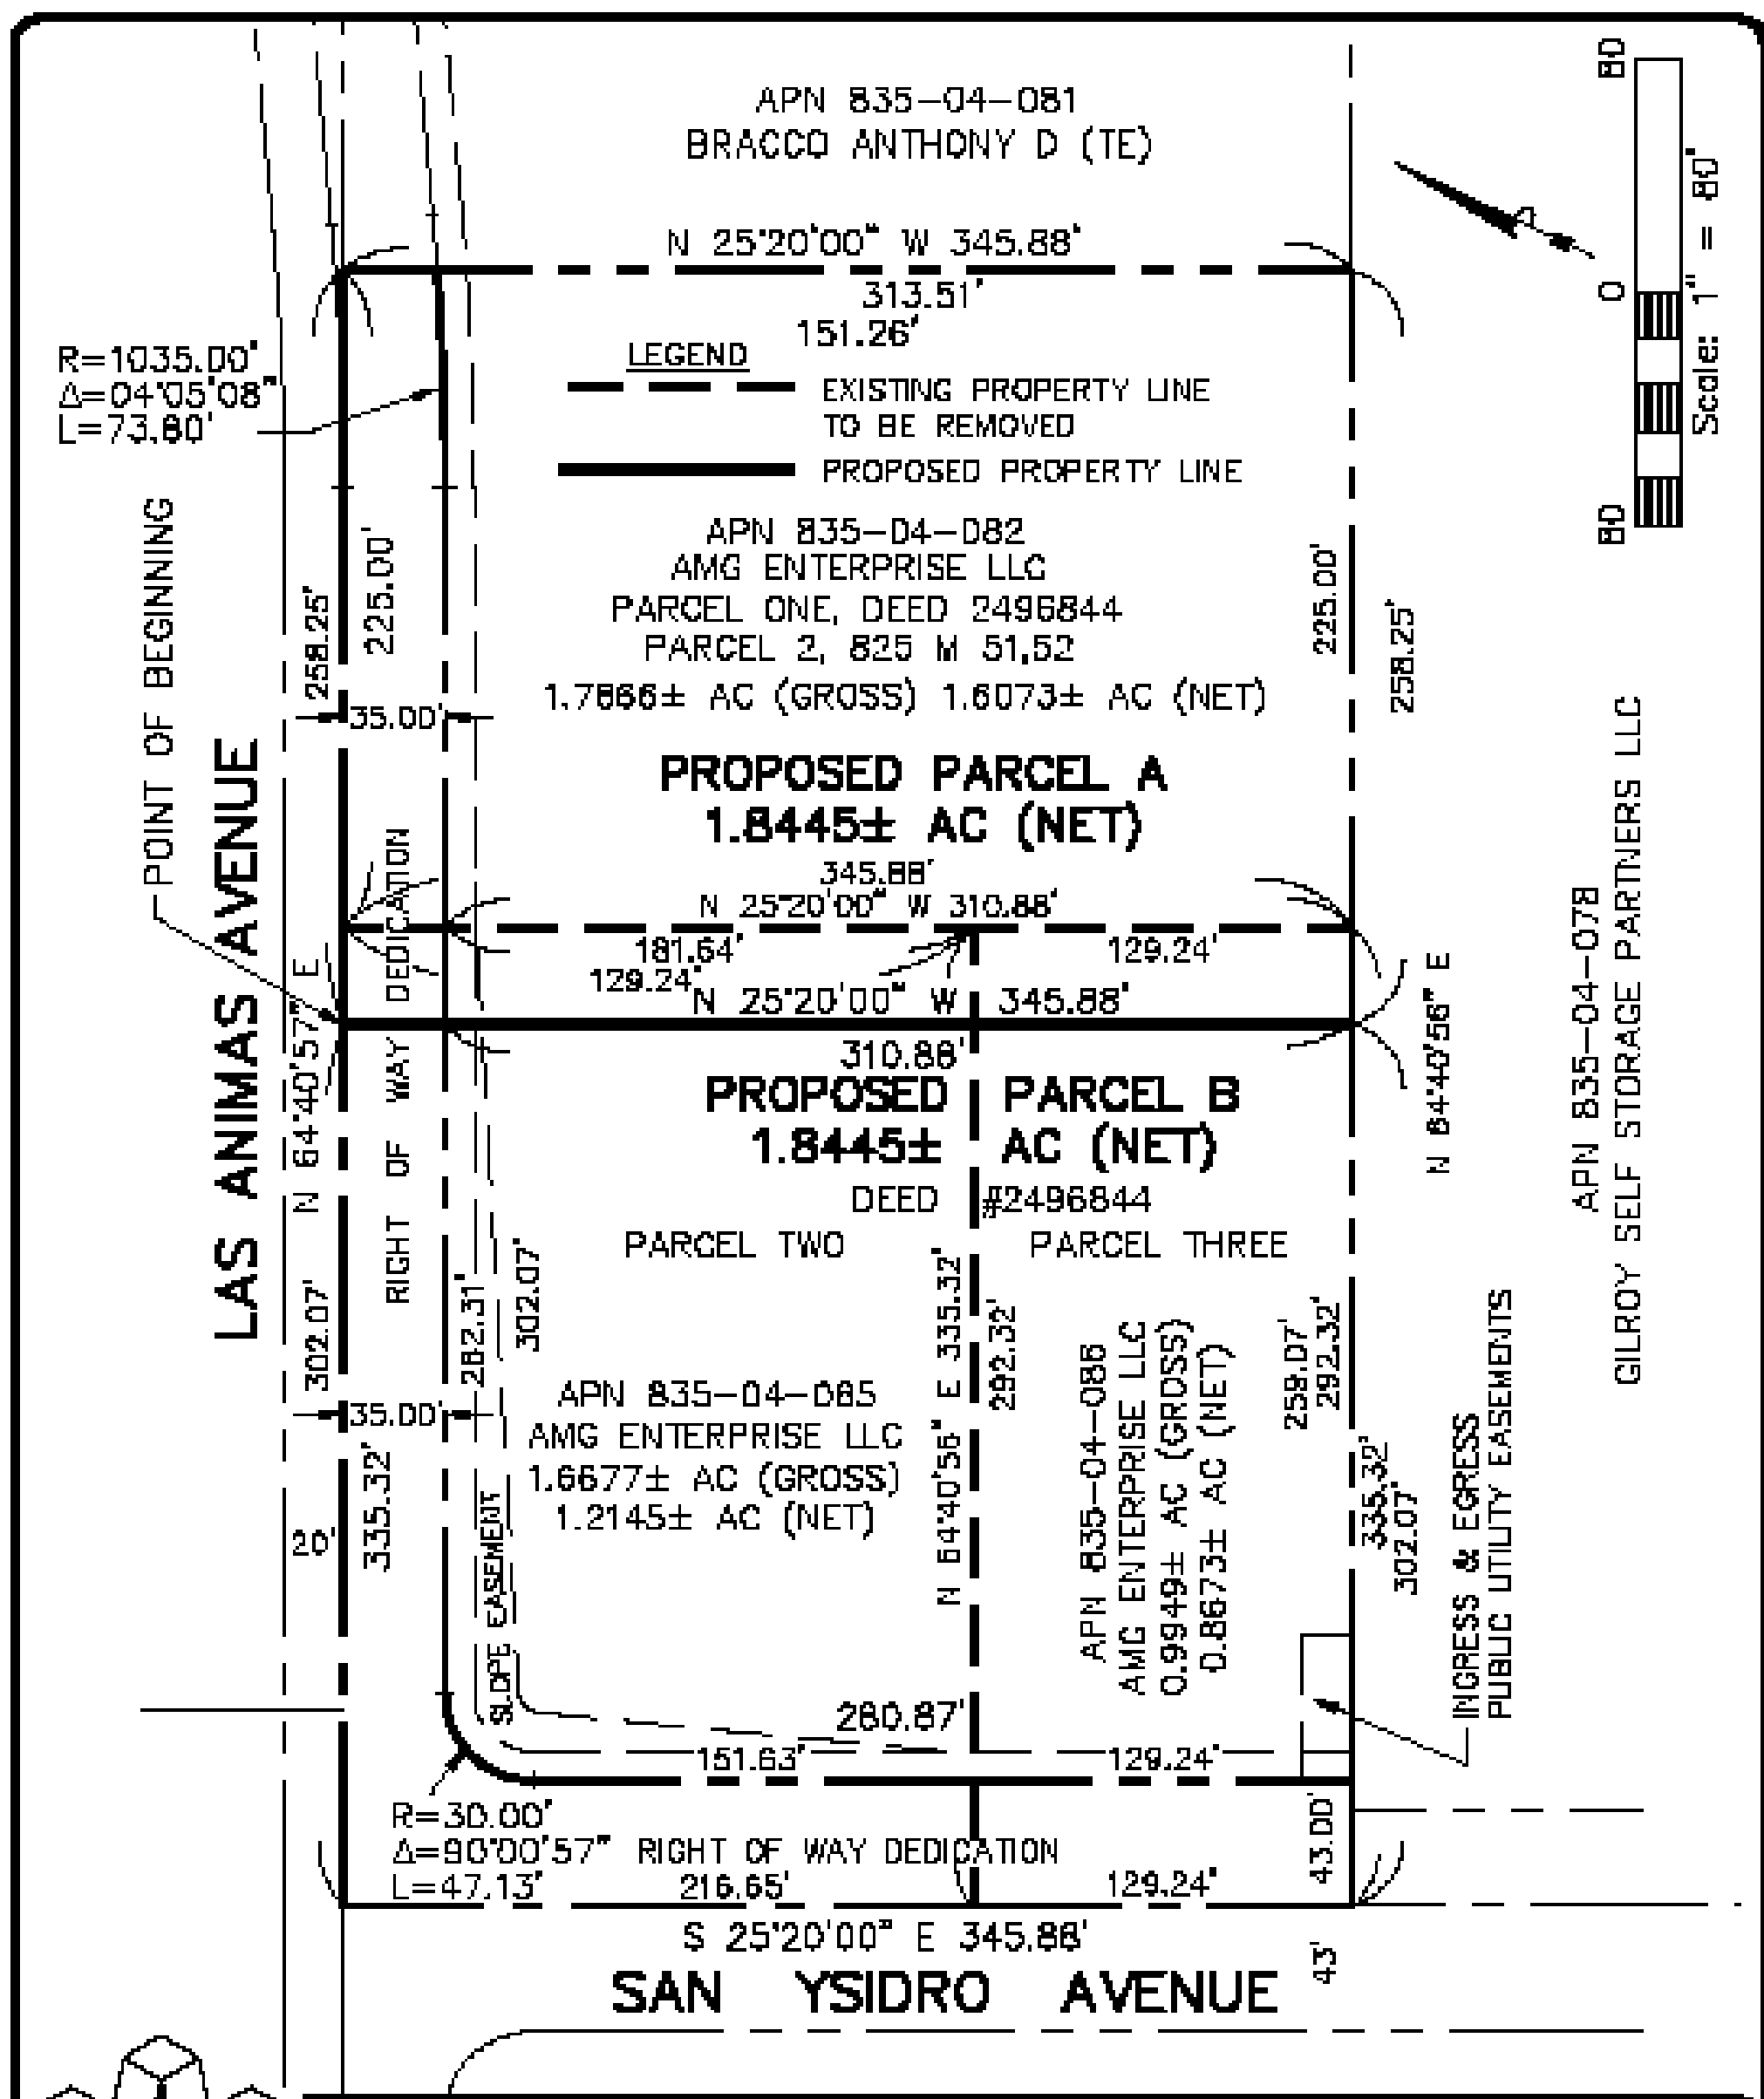 APN 835-04-081
BRACCO ANTHONY D (TE)
N 25°20'00" W 345.88'
313.51'
151.26'
LEGEND
EXISTING PROPERTY LINE
TO BE REMOVED
PROPOSED PROPERTY LINE
R=1035.00'
Δ=04°05'08"
L=73.80'
80
0
80
Scale: 1" = 80'
POINT OF BEGINNING
258.25'
225.00'
35.00'
APN 835-04-082
AMG ENTERPRISE LLC
PARCEL ONE, DEED 2496844
PARCEL 2, 825 M 51,52
1.7866± AC (GROSS) 1.6073± AC (NET)
225.00'
258.25'
PROPOSED PARCEL A
1.8445± AC (NET)
345.88'
N 25°20'00" W 310.88'
181.64'
129.24'
129.24'
N 25°20'00" W 345.88'
310.88'
LAS ANIMAS AVENUE
N 64°40'57" E
302.07'
RIGHT OF WAY DEDICATION
PROPOSED PARCEL B
1.8445± AC (NET)
DEED #2496844
PARCEL TWO
PARCEL THREE
282.31'
302.07'
35.00'
335.32'
20'
SLOPE EASEMENT
APN 835-04-085
AMG ENTERPRISE LLC
1.6677± AC (GROSS)
1.2145± AC (NET)
N 64°40'56" E 335.32'
292.32'
APN 835-04-086
AMG ENTERPRISE LLC
0.9949± AC (GROSS)
0.8673± AC (NET)
259.07'
292.32'
335.32'
302.07'
N 64°40'56" E
APN 835-04-078
GILROY SELF STORAGE PARTNERS LLC
INGRESS & EGRESS
PUBLIC UTILITY EASEMENTS
280.87'
151.63'
129.24'
R=30.00'
Δ=90°00'57"
L=47.13'
RIGHT OF WAY DEDICATION
43.00'
216.65'
129.24'
S 25°20'00" E 345.88'
43'
SAN YSIDRO AVENUE